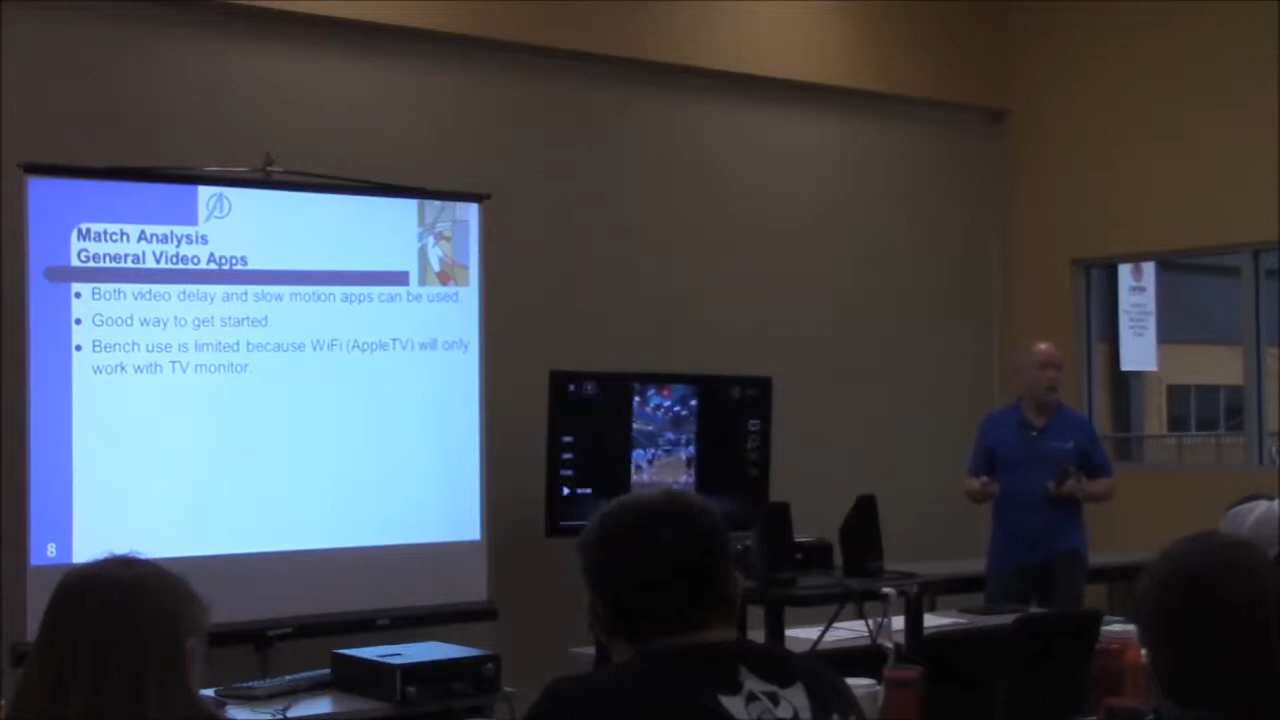 Match Analysis
General Video Apps
Both video delay and slow motion apps can be used.
Good way to get started.
Bench use is limited because WiFi (AppleTV) will only
work with TV monitor.
8